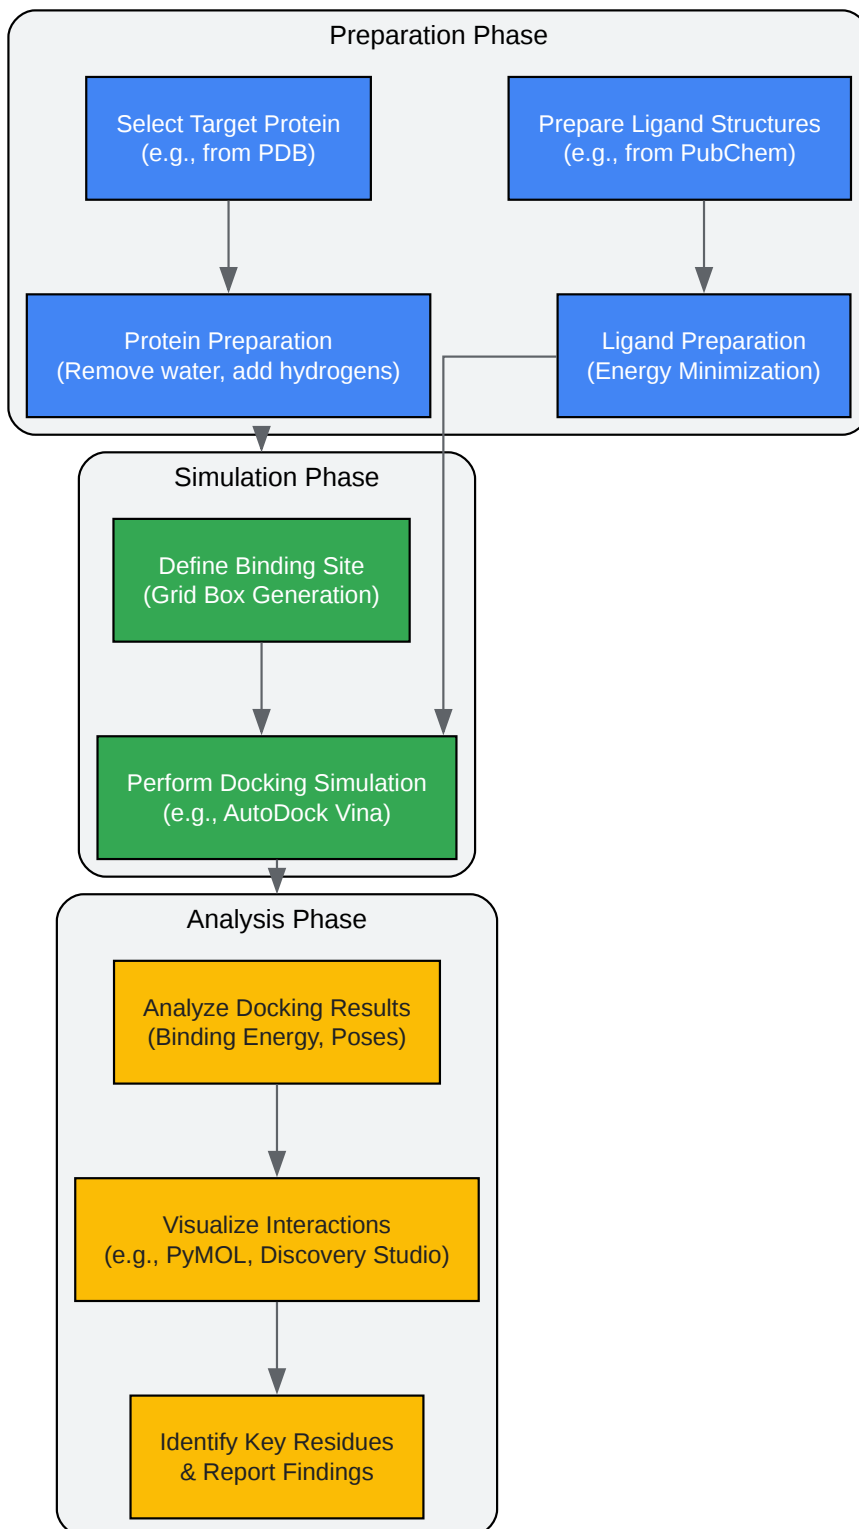 Preparation Phase
Select Target Protein
(e.g., from PDB)
Prepare Ligand Structures
(e.g., from PubChem)
Protein Preparation
(Remove water, add hydrogens)
Ligand Preparation
(Energy Minimization)
Simulation Phase
Define Binding Site
(Grid Box Generation)
Perform Docking Simulation
(e.g., AutoDock Vina)
Analysis Phase
Analyze Docking Results
(Binding Energy, Poses)
Visualize Interactions
(e.g., PyMOL, Discovery Studio)
Identify Key Residues
& Report Findings